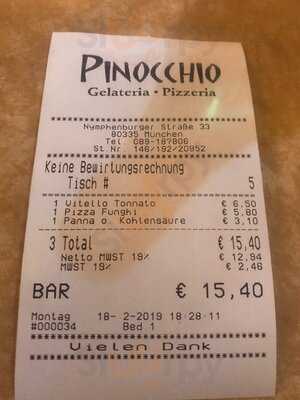 PINOCCHIO
Gelateria • Pizzeria
Nymphenburger Straße 33
80335 München
Tel. 089-187806
St.Nr. 146/192/20952
Keine Bewirtungsrechnung
Tisch # 5
1 Vitello Tonnato € 6,50
1 Pizza Funghi € 5,80
1 Panna o. Kohlensäure € 3,10
3 Total € 15,40
Netto MWST 19% € 12,94
MWST 19% € 2,46
BAR € 15,40
Montag 18- 2-2019 18:28:11
#000034 Bed 1
Vielen Dank